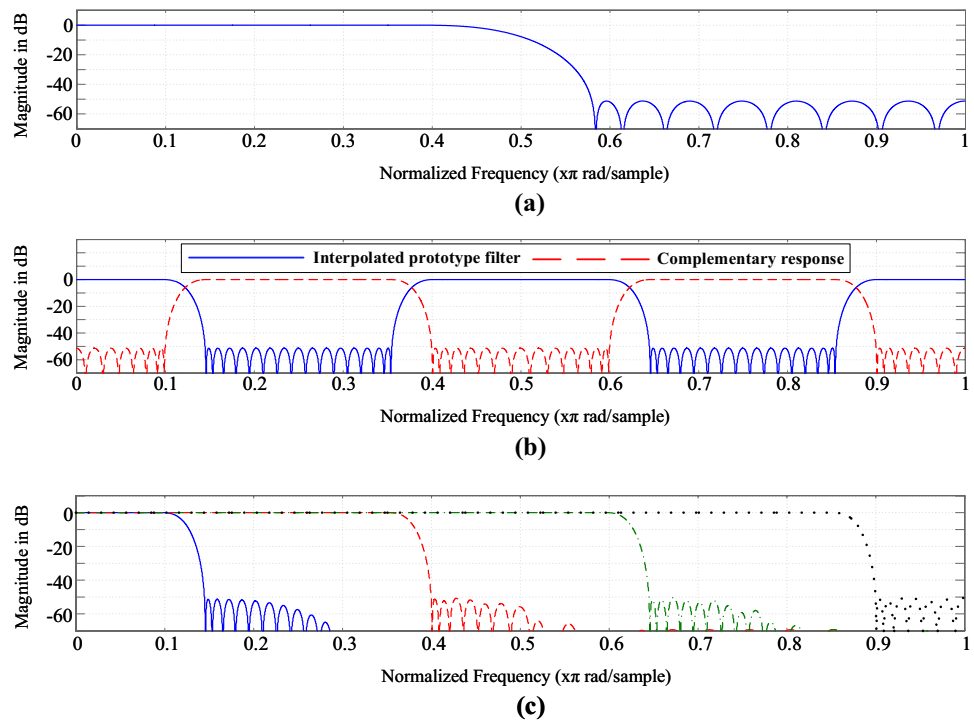 Magnitude in dB
0
-20
-40
-60
0 0.1 0.2 0.3 0.4 0.5 0.6 0.7 0.8 0.9 1
Normalized Frequency (xπ rad/sample)
(a)
Magnitude in dB
Interpolated prototype filter Complementary response
0
-20
-40
-60
0 0.1 0.2 0.3 0.4 0.5 0.6 0.7 0.8 0.9 1
Normalized Frequency (xπ rad/sample)
(b)
Magnitude in dB
0
-20
-40
-60
0 0.1 0.2 0.3 0.4 0.5 0.6 0.7 0.8 0.9 1
Normalized Frequency (xπ rad/sample)
(c)